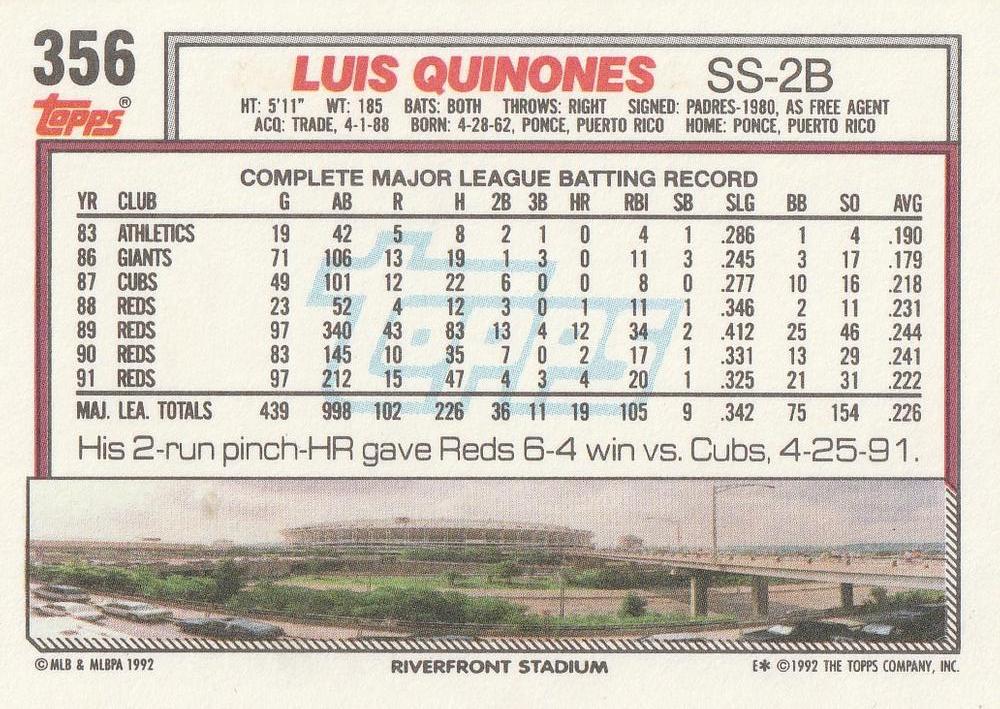 356
Topps®
LUIS QUINONES SS-2B
HT: 5'11" WT: 185 BATS: BOTH THROWS: RIGHT SIGNED: PADRES-1980, AS FREE AGENT
ACQ: TRADE, 4-1-88 BORN: 4-28-62, PONCE, PUERTO RICO HOME: PONCE, PUERTO RICO
COMPLETE MAJOR LEAGUE BATTING RECORD
YR CLUB G AB R H 2B 3B HR RBI SB SLG BB SO AVG
83 ATHLETICS 19 42 5 8 2 1 0 4 1 .286 1 4 .190
86 GIANTS 71 106 13 19 1 3 0 11 3 .245 3 17 .179
87 CUBS 49 101 12 22 6 0 0 8 0 .277 10 16 .218
88 REDS 23 52 4 12 3 0 1 11 1 .346 2 11 .231
89 REDS 97 340 43 83 13 4 12 34 2 .412 25 46 .244
90 REDS 83 145 10 35 7 0 2 17 1 .331 13 29 .241
91 REDS 97 212 15 47 4 3 4 20 1 .325 21 31 .222
MAJ. LEA. TOTALS 439 998 102 226 36 11 19 105 9 .342 75 154 .226
Topps
His 2-run pinch-HR gave Reds 6-4 win vs. Cubs, 4-25-91.
© MLB & MLBPA 1992 RIVERFRONT STADIUM E* © 1992 THE TOPPS COMPANY, INC.